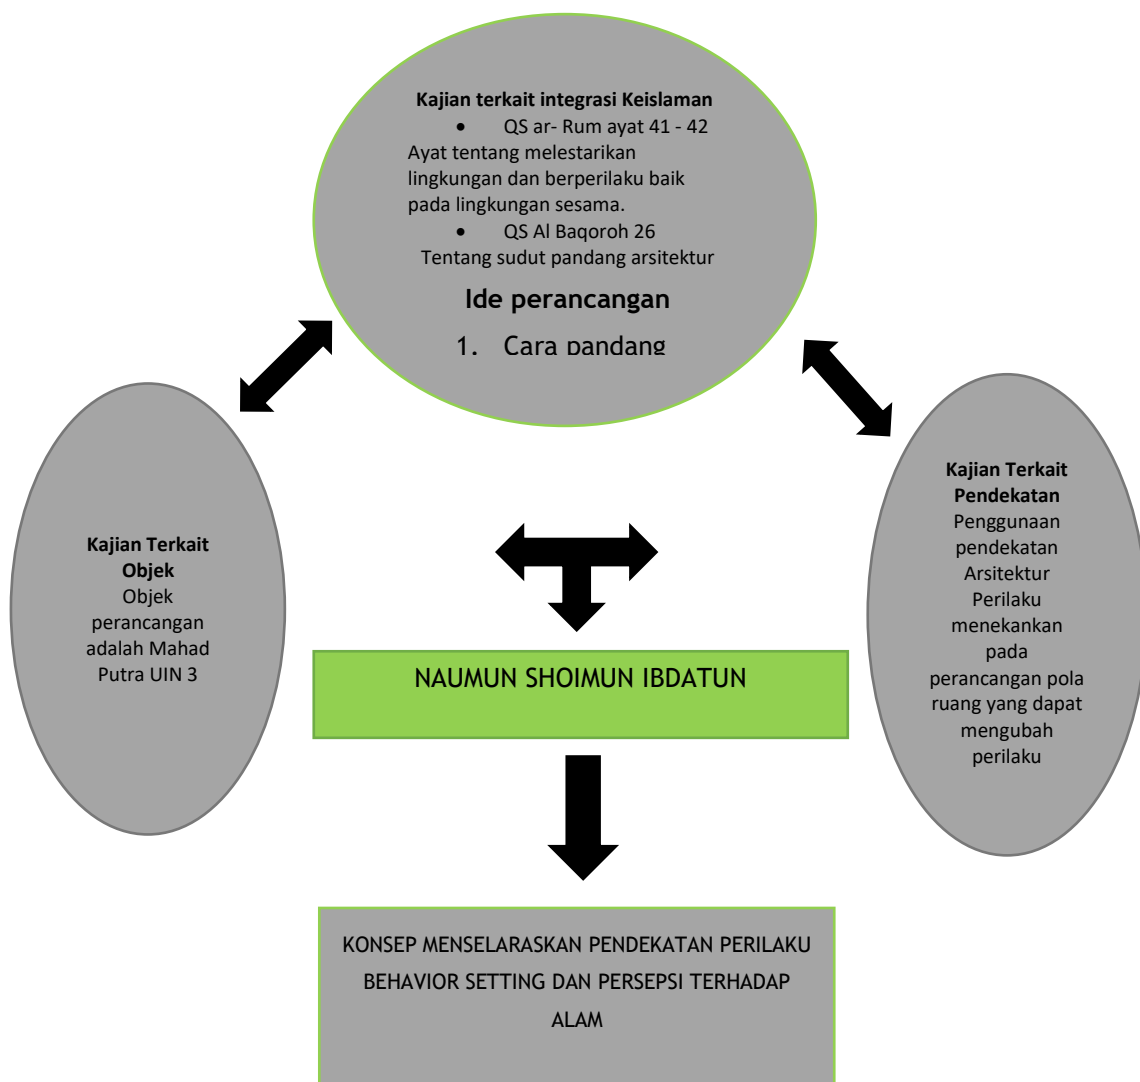 Kajian terkait integrasi Keislaman
• QS ar- Rum ayat 41 - 42
Ayat tentang melestarikan
lingkungan dan berperilaku baik
pada lingkungan sesama.
• QS Al Baqoroh 26
Tentang sudut pandang arsitektur
Ide perancangan
1. Cara pandang
Kajian Terkait
Objek
Objek
perancangan
adalah Mahad
Putra UIN 3
Kajian Terkait
Pendekatan
Penggunaan
pendekatan
Arsitektur
Perilaku
menekankan
pada
perancangan pola
ruang yang dapat
mengubah
perilaku
NAUMUN SHOIMUN IBDATUN
KONSEP MENSELARASKAN PENDEKATAN PERILAKU
BEHAVIOR SETTING DAN PERSEPSI TERHADAP
ALAM